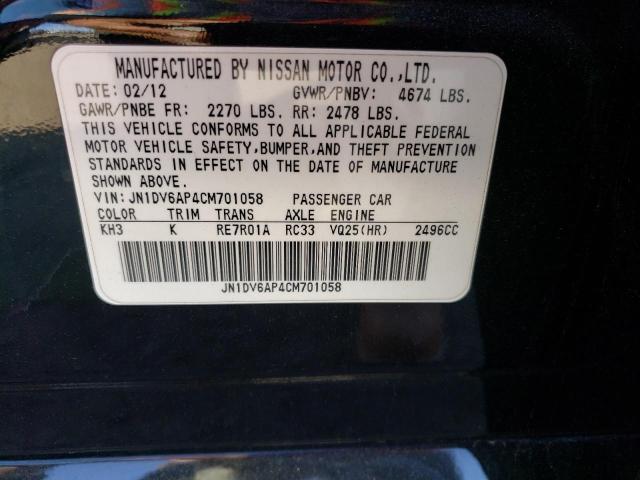 MANUFACTURED BY NISSAN MOTOR CO.,LTD.
DATE: 02/12 GVWR/PNBV: 4674 LBS.
GAWR/PNBE FR: 2270 LBS. RR: 2478 LBS.
THIS VEHICLE CONFORMS TO ALL APPLICABLE FEDERAL
MOTOR VEHICLE SAFETY,BUMPER,AND THEFT PREVENTION
STANDARDS IN EFFECT ON THE DATE OF MANUFACTURE
SHOWN ABOVE.
VIN: JN1DV6AP4CM701058 PASSENGER CAR
COLOR TRIM TRANS AXLE ENGINE
KH3 K RE7R01A RC33 VQ25(HR) 2496CC
JN1DV6AP4CM701058